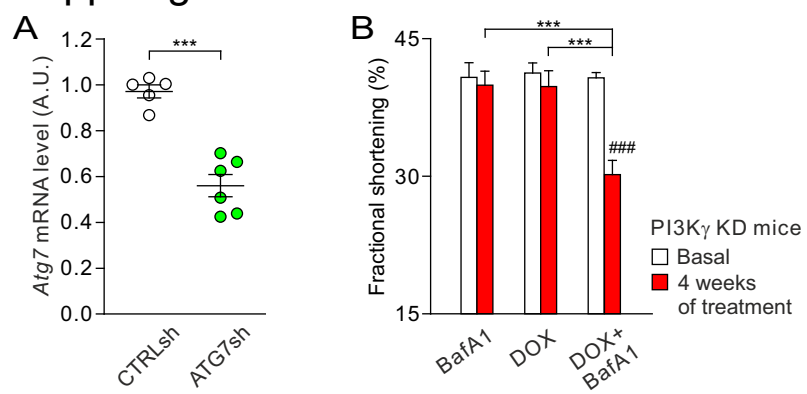 A
Atg7 mRNA level (A.U.)
1.2
1.0
0.8
0.6
0.4
0.2
0.0
***
CTRLsh
ATG7sh
B
Fractional shortening (%)
45
30
15
***
***
###
BafA1
DOX
DOX+
BafA1
PI3Kγ KD mice
Basal
4 weeks
of treatment